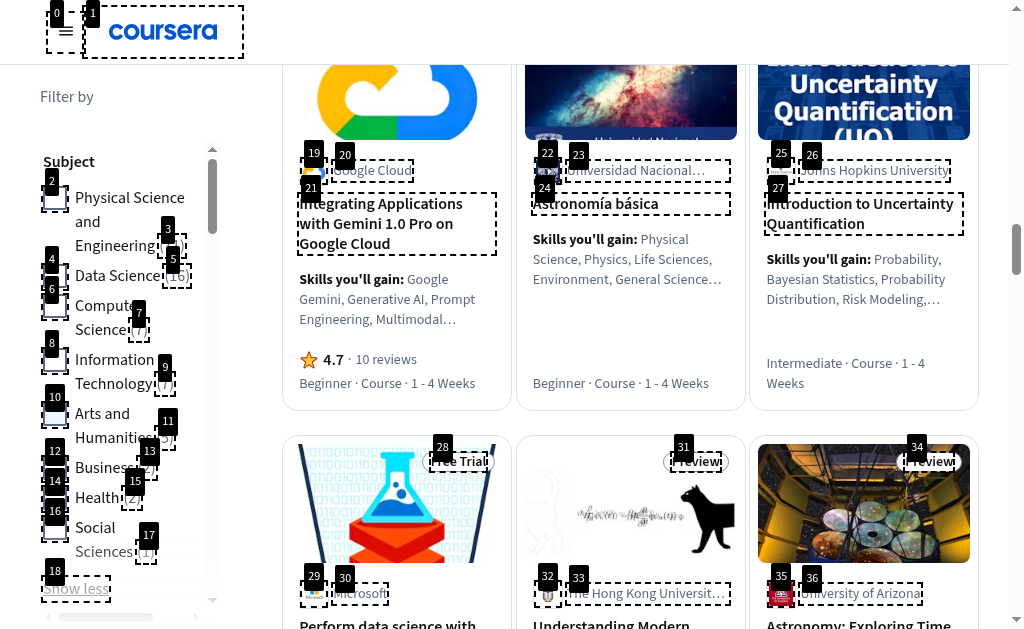 coursera
Filter by
Subject
Physical Science
and
Engineering
Data Science (16)
Computer
Science (7)
Information
Technology (7)
Arts and
Humanities (5)
Business (2)
Health (2)
Social
Sciences (1)
Show less
Uncertainty
Quantification
(UQ)
Google Cloud
Integrating Applications
with Gemini 1.0 Pro on
Google Cloud
Skills you'll gain: Google
Gemini, Generative AI, Prompt
Engineering, Multimodal…
4.7 · 10 reviews
Beginner · Course · 1 - 4 Weeks
Universidad Nacional…
Astronomía básica
Skills you'll gain: Physical
Science, Physics, Life Sciences,
Environment, General Science…
Beginner · Course · 1 - 4 Weeks
Johns Hopkins University
Introduction to Uncertainty
Quantification
Skills you'll gain: Probability,
Bayesian Statistics, Probability
Distribution, Risk Modeling,…
Intermediate · Course · 1 - 4
Weeks
Free Trial
Microsoft
Perform data science with
Preview
The Hong Kong Universit…
Understanding Modern
Preview
University of Arizona
Astronomy: Exploring Time
0
1
2
3
4
5
6
7
8
9
10
11
12
13
14
15
16
17
18
19
20
21
22
23
24
25
26
27
28
29
30
31
32
33
34
35
36